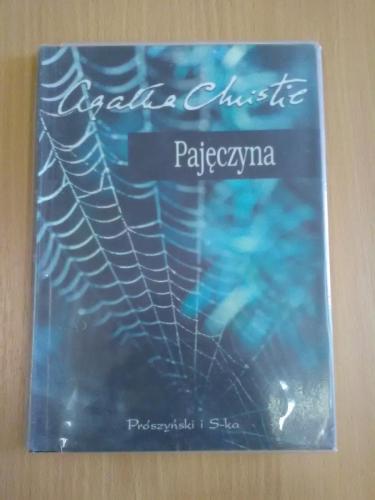 Agatha Christie
Pajęczyna
Prószyński i S-ka